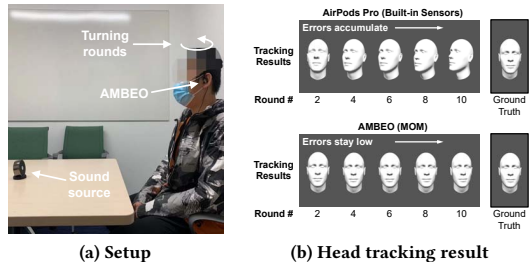 Turning
rounds
AMBEO
Sound
source
(a) Setup
AirPods Pro (Built-in Sensors)
Errors accumulate
Tracking
Results
Round #
2
4
6
8
10
Ground
Truth
AMBEO (MOM)
Errors stay low
Tracking
Results
Round #
2
4
6
8
10
Ground
Truth
(b) Head tracking result